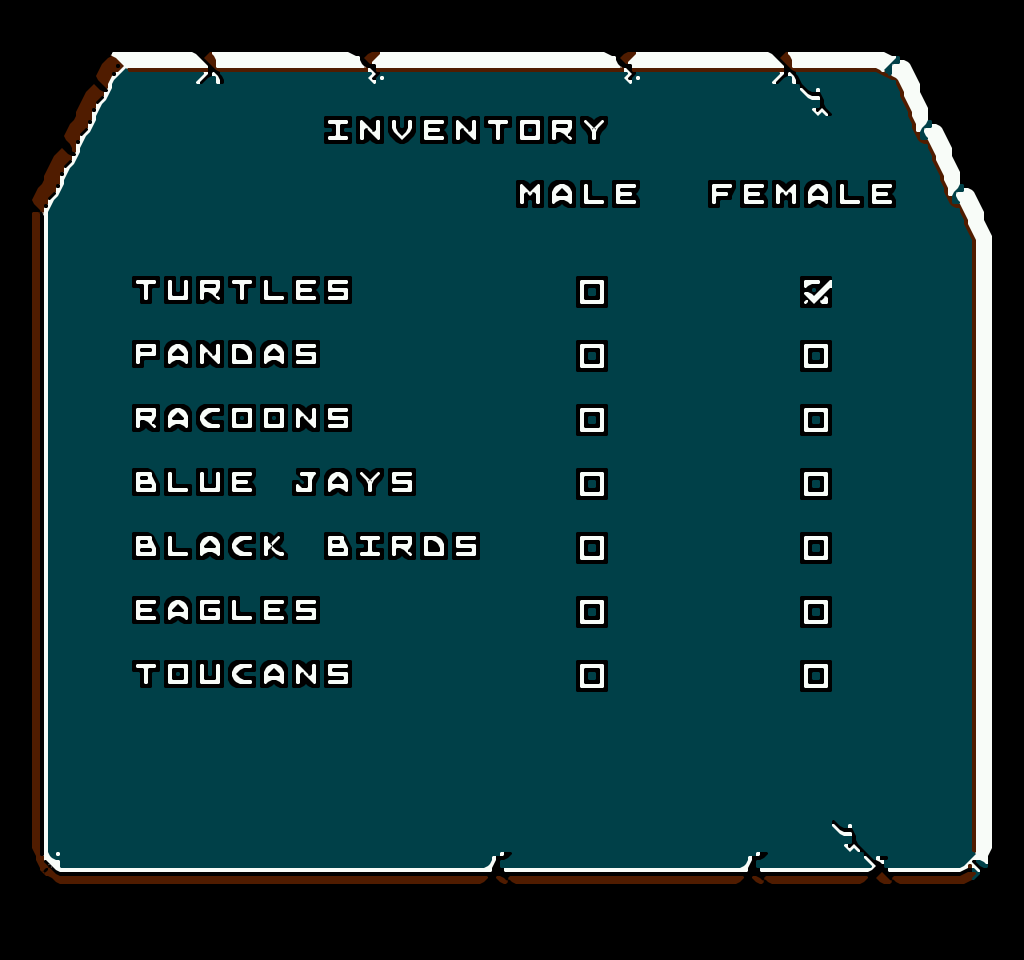 INVENTORY
MALE FEMALE
TURTLES
PANDAS
RACOONS
BLUE JAYS
BLACK BIRDS
EAGLES
TOUCANS